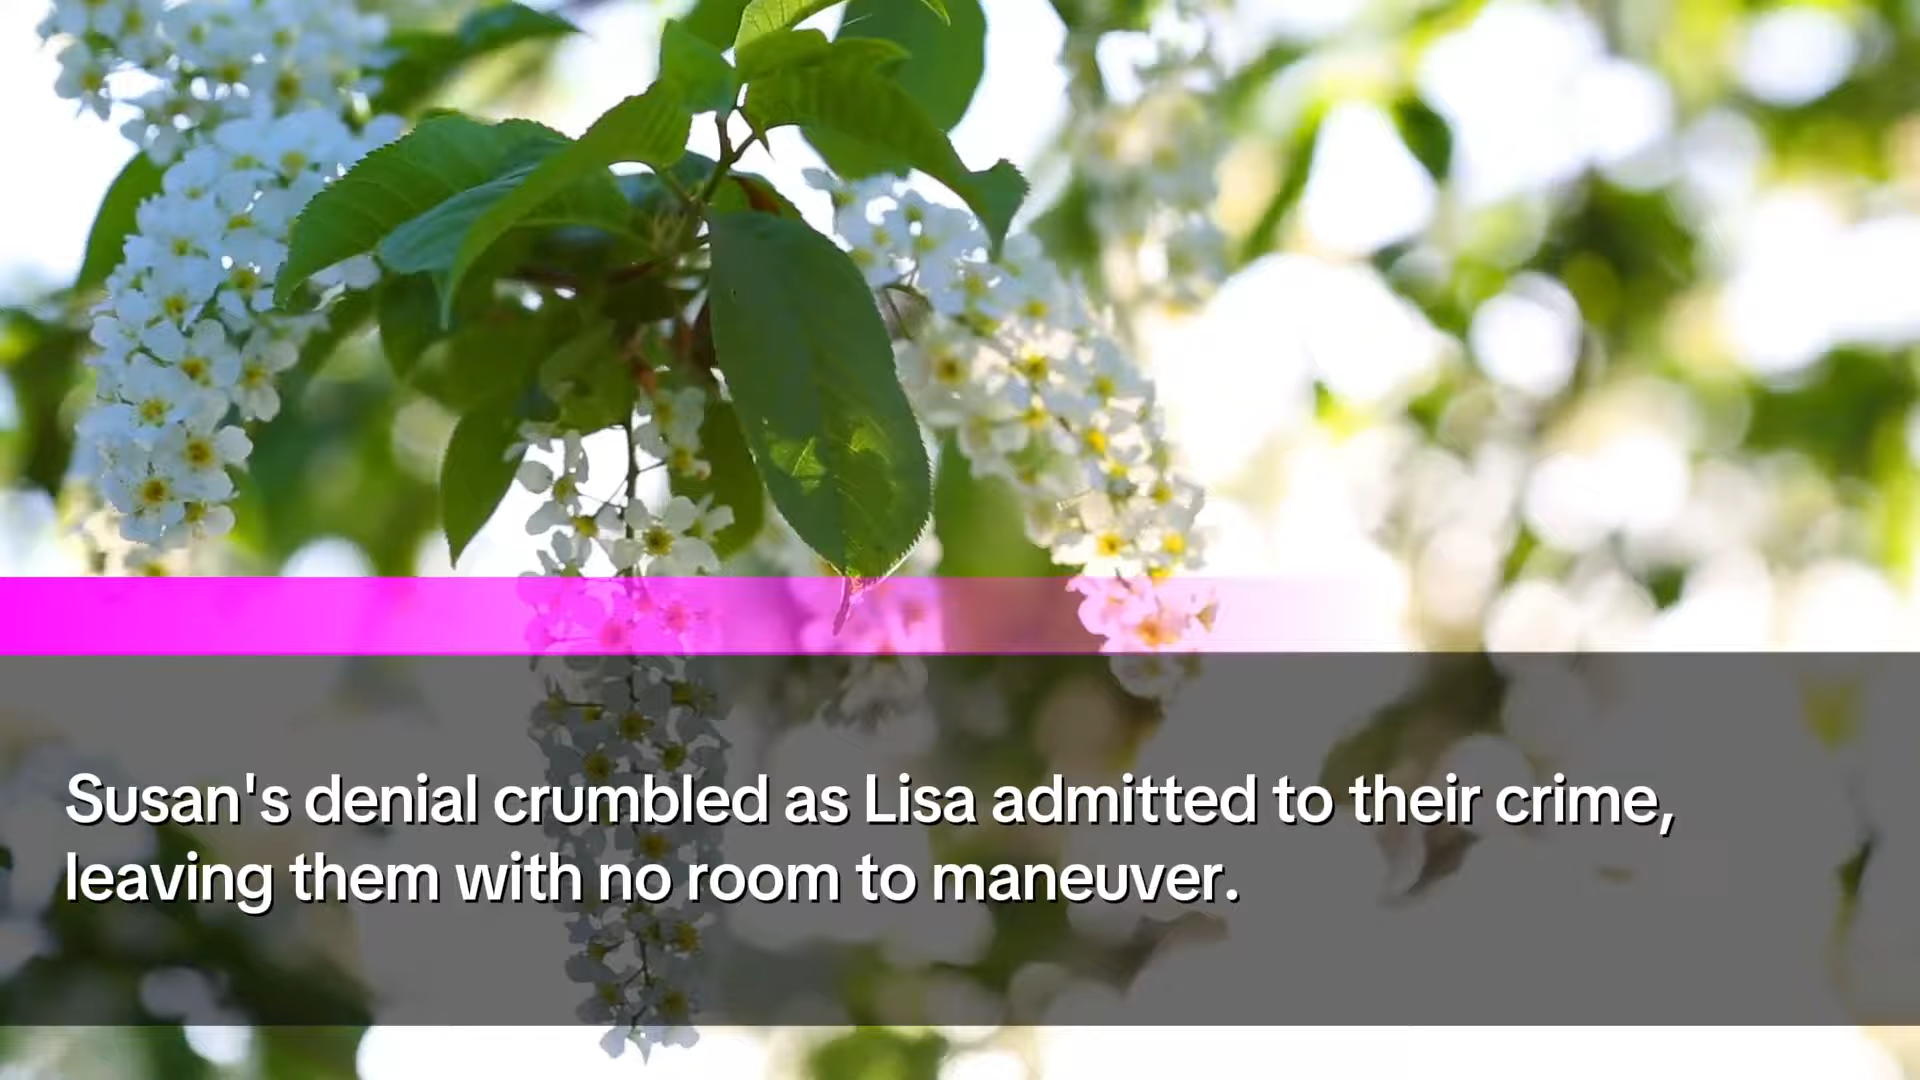 Susan's denial crumbled as Lisa admitted to their crime,
leaving them with no room to maneuver.